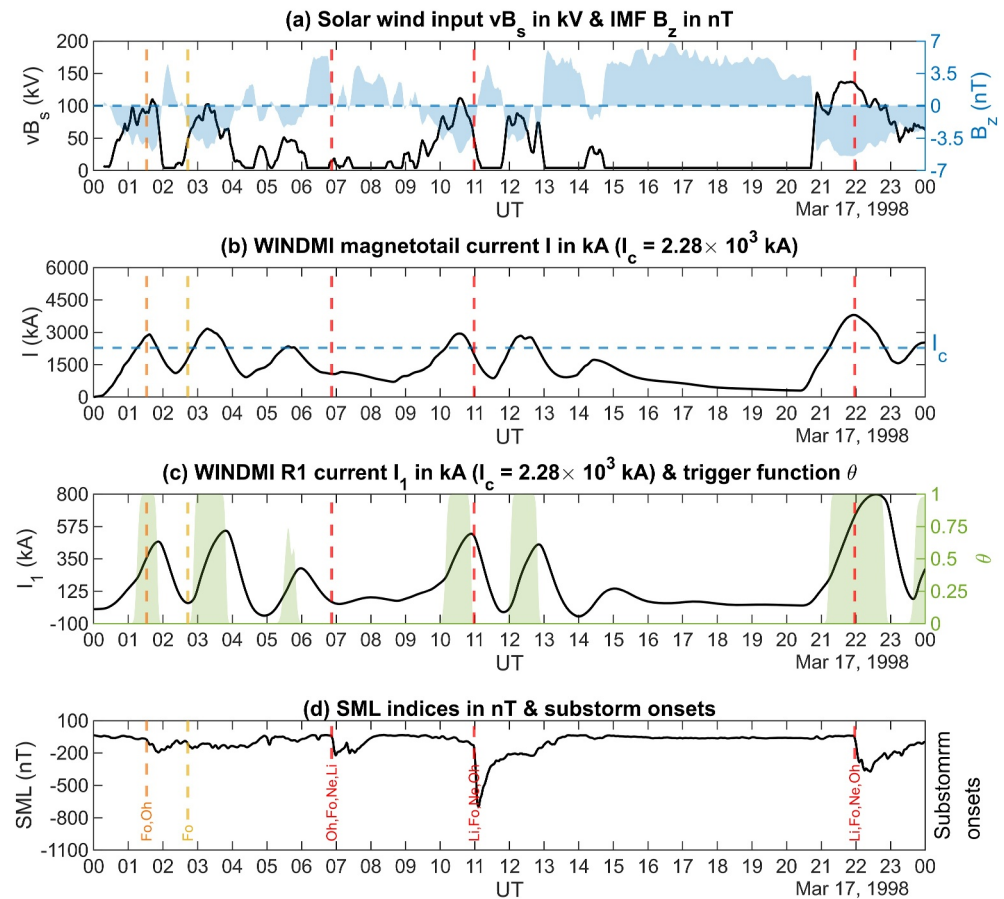 (a) Solar wind input vBs in kV & IMF Bz in nT
200
150
100
50
0
vBs (kV)
7
3.5
0
-3.5
-7
Bz (nT)
00 01 02 03 04 05 06 07 08 09 10 11 12 13 14 15 16 17 18 19 20 21 22 23 00
UT
Mar 17, 1998
(b) WINDMI magnetotail current I in kA (Ic = 2.28× 10³ kA)
6000
4500
3000
1500
0
I (kA)
Ic
00 01 02 03 04 05 06 07 08 09 10 11 12 13 14 15 16 17 18 19 20 21 22 23 00
UT
Mar 17, 1998
(c) WINDMI R1 current I1 in kA (Ic = 2.28× 10³ kA) & trigger function θ
800
575
350
125
-100
I1 (kA)
1
0.75
0.5
0.25
0
θ
00 01 02 03 04 05 06 07 08 09 10 11 12 13 14 15 16 17 18 19 20 21 22 23 00
UT
Mar 17, 1998
(d) SML indices in nT & substorm onsets
100
-200
-500
-800
-1100
SML (nT)
Fo,Oh
Fo
Oh,Fo,Ne,Li
Li,Fo,Ne,Oh
Li,Fo,Ne,Oh
Substomrm
onsets
00 01 02 03 04 05 06 07 08 09 10 11 12 13 14 15 16 17 18 19 20 21 22 23 00
UT
Mar 17, 1998